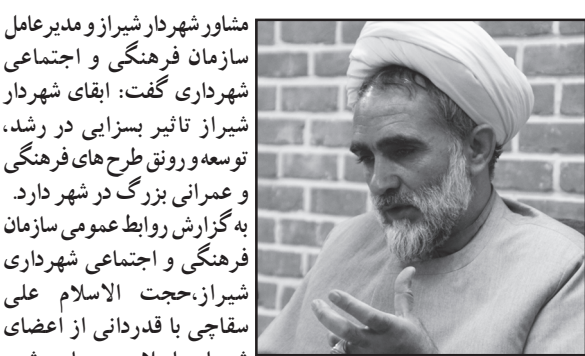 مشاور شهردار شیراز و مدیرعامل
سازمان فرهنگی و اجتماعی
شهرداری گفت: ابقای شهردار
شیراز تاثیر بسزایی در رشد،
توسعه و رونق طرح های فرهنگی
و عمرانی بزرگ در شهر دارد.
به گزارش روابط عمومی سازمان
فرهنگی و اجتماعی شهرداری
شیراز،حجت الاسلام علی
سقاچی با قدردانی از اعضای